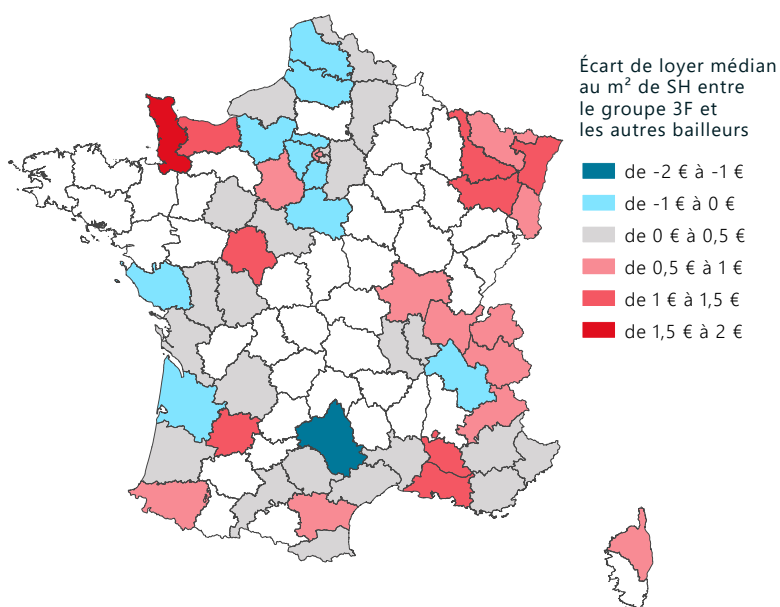 Écart de loyer médian
au m² de SH entre
le groupe 3F et
les autres bailleurs
de -2 € à -1 €
de -1 € à 0 €
de 0 € à 0,5 €
de 0,5 € à 1 €
de 1 € à 1,5 €
de 1,5 € à 2 €